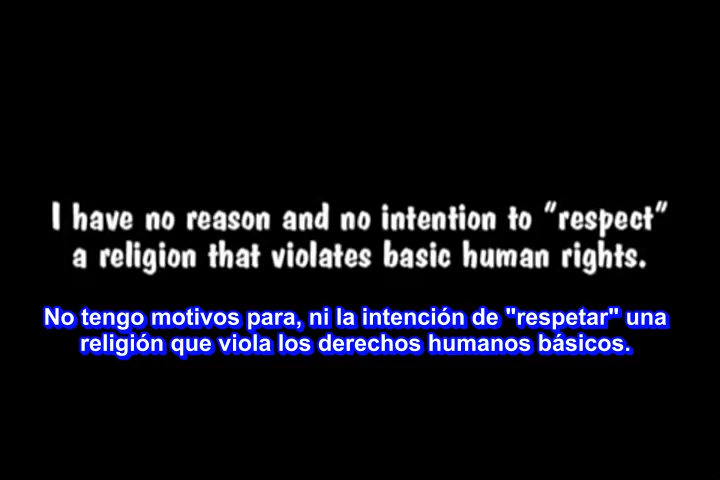 I have no reason and no intention to “respect”
a religion that violates basic human rights.
No tengo motivos para, ni la intención de "respetar" una
religión que viola los derechos humanos básicos.